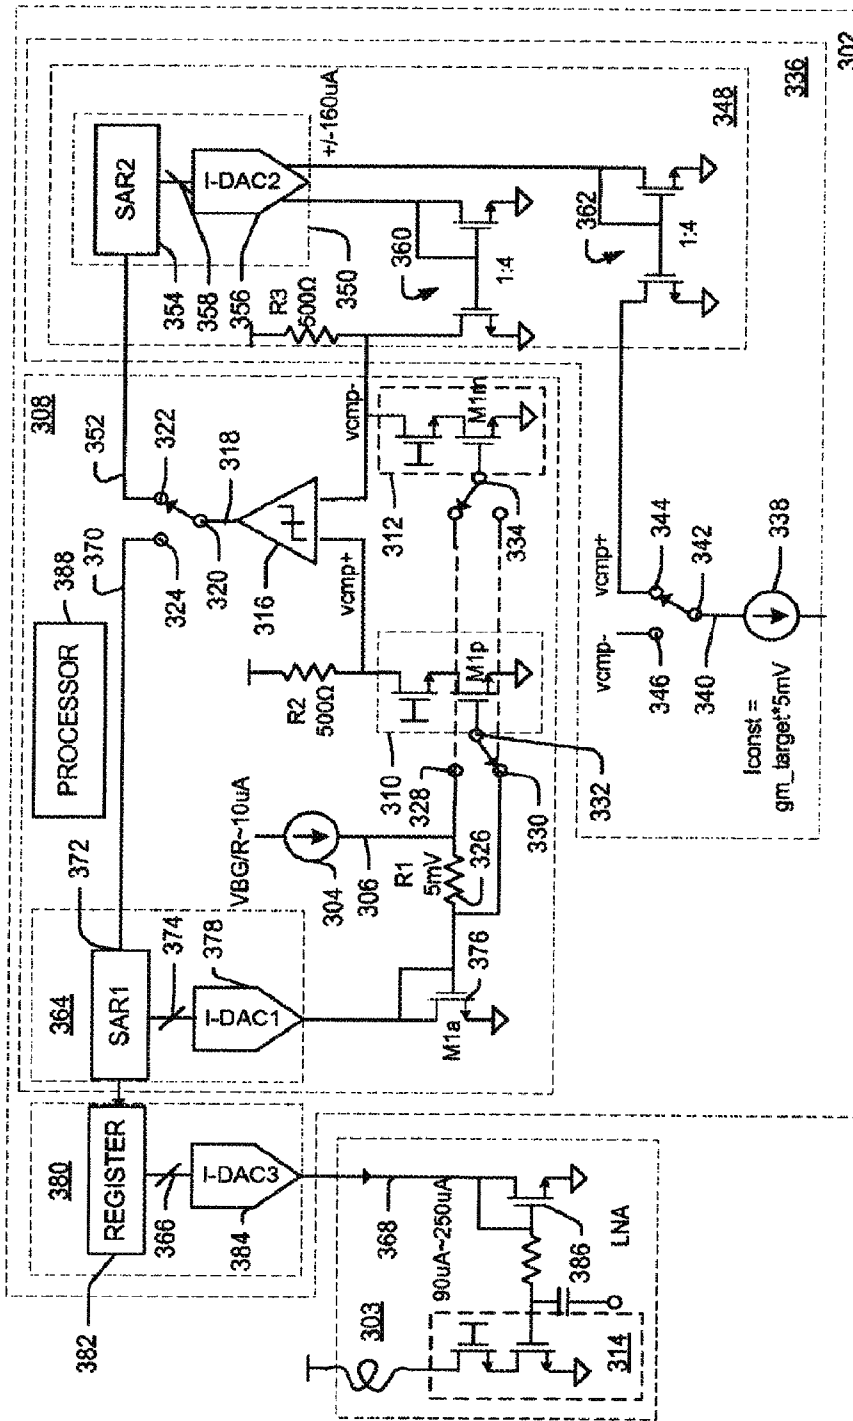 302
336
348
SAR2
I-DAC2
+/-160uA
354
358
356
350
R3
500Ω
360
1:4
362
1:4
308
352
322
318
320
324
370
316
vcmp+
vcmp-
M1m
312
334
vcmp+
vcmp-
344
342
346
340
338
Iconst =
gm_target*5mV
388
PROCESSOR
372
R2
500Ω
M1p
310
328
332
330
VBG/R~10uA
304
306
R1
5mV
326
364
374
378
SAR1
I-DAC1
376
M1a
380
REGISTER
I-DAC3
366
384
382
368
90uA~250uA
386
LNA
303
314